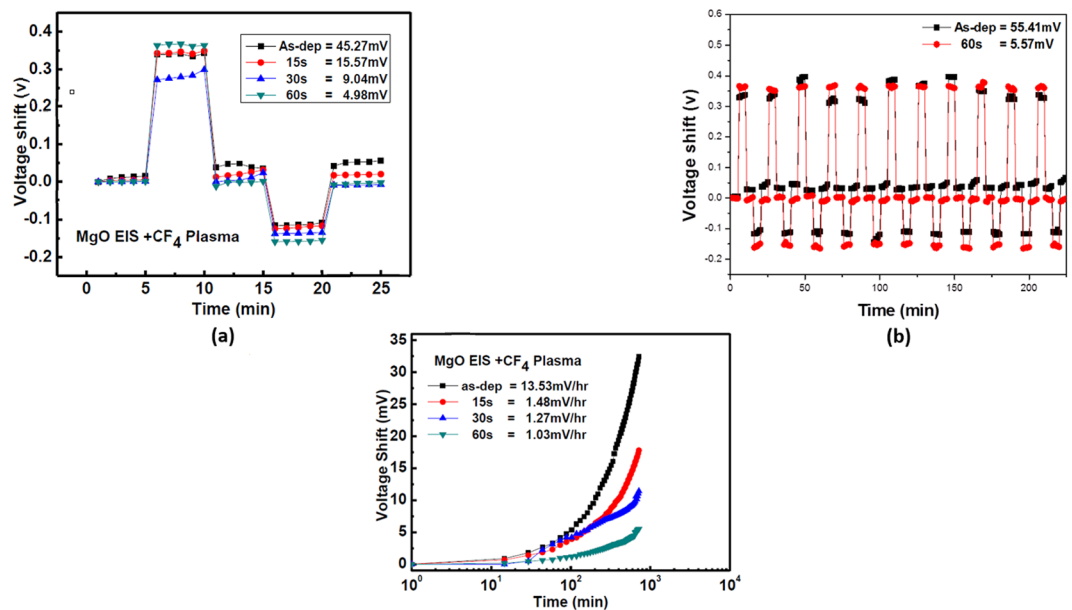 0.4
0.3
0.2
0.1
0.0
-0.1
-0.2
Voltage shift (v)
As-dep = 45.27mV
15s = 15.57mV
30s = 9.04mV
60s = 4.98mV
MgO EIS +CF4 Plasma
0 5 10 15 20 25
Time (min)
(a)
0.6
0.5
0.4
0.3
0.2
0.1
0.0
-0.1
-0.2
Voltage shift (v)
As-dep = 55.41mV
60s = 5.57mV
0 50 100 150 200
Time (min)
(b)
35
30
25
20
15
10
5
0
Voltage Shift (mV)
MgO EIS +CF4 Plasma
as-dep = 13.53mV/hr
15s = 1.48mV/hr
30s = 1.27mV/hr
60s = 1.03mV/hr
10^0 10^1 10^2 10^3 10^4
Time (min)